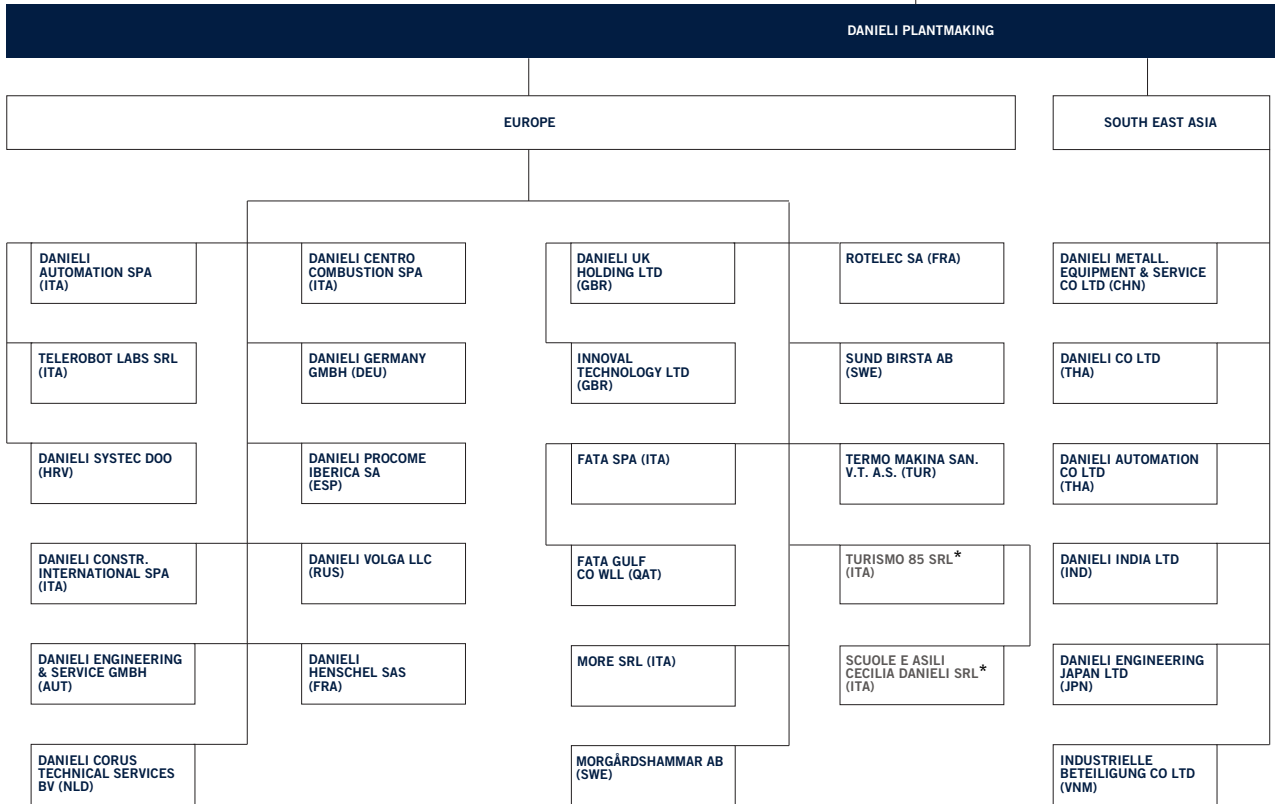 DANIELI PLANTMAKING
EUROPE
SOUTH EAST ASIA
DANIELI
AUTOMATION SPA
(ITA)
DANIELI CENTRO
COMBUSTION SPA
(ITA)
DANIELI UK
HOLDING LTD
(GBR)
ROTELEC SA (FRA)
DANIELI METALL.
EQUIPMENT & SERVICE
CO LTD (CHN)
TELEROBOT LABS SRL
(ITA)
DANIELI GERMANY
GMBH (DEU)
INNOVAL
TECHNOLOGY LTD
(GBR)
SUND BIRSTA AB
(SWE)
DANIELI CO LTD
(THA)
DANIELI SYSTEC DOO
(HRV)
DANIELI PROCOME
IBERICA SA
(ESP)
FATA SPA (ITA)
TERMO MAKINA SAN.
V.T. A.S. (TUR)
DANIELI AUTOMATION
CO LTD
(THA)
DANIELI CONSTR.
INTERNATIONAL SPA
(ITA)
DANIELI VOLGA LLC
(RUS)
FATA GULF
CO WLL (QAT)
TURISMO 85 SRL*
(ITA)
DANIELI INDIA LTD
(IND)
DANIELI ENGINEERING
& SERVICE GMBH
(AUT)
DANIELI
HENSCHEL SAS
(FRA)
MORE SRL (ITA)
SCUOLE E ASILI
CECILIA DANIELI SRL*
(ITA)
DANIELI ENGINEERING
JAPAN LTD
(JPN)
DANIELI CORUS
TECHNICAL SERVICES
BV (NLD)
MORGÅRDSHAMMAR AB
(SWE)
INDUSTRIELLE
BETEILIGUNG CO LTD
(VNM)